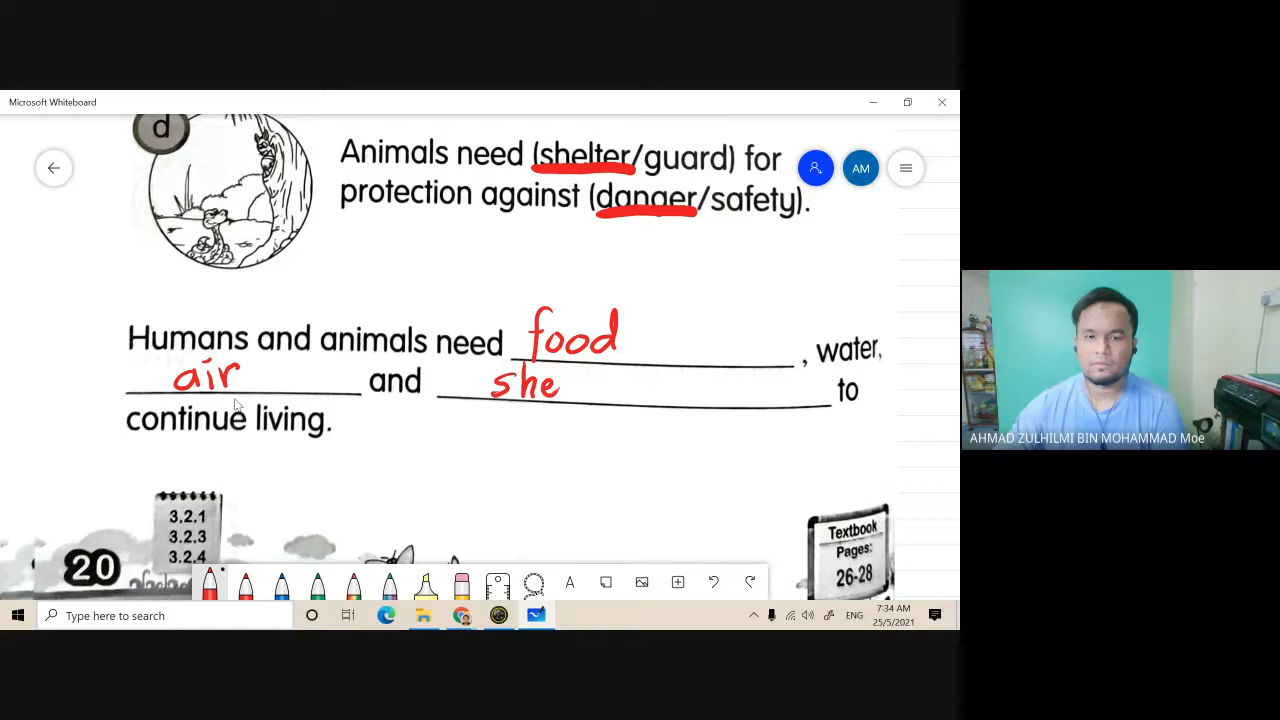 Microsoft Whiteboard
d
Animals need (shelter/guard) for
protection against (danger/safety).
AM
Humans and animals need food , water,
air and she to
continue living.
AHMAD ZULHILMI BIN MOHAMMAD Moe
3.2.1
3.2.3
3.2.4
20
Textbook
Pages:
26-28
A
Type here to search
ENG
7:34 AM
25/5/2021